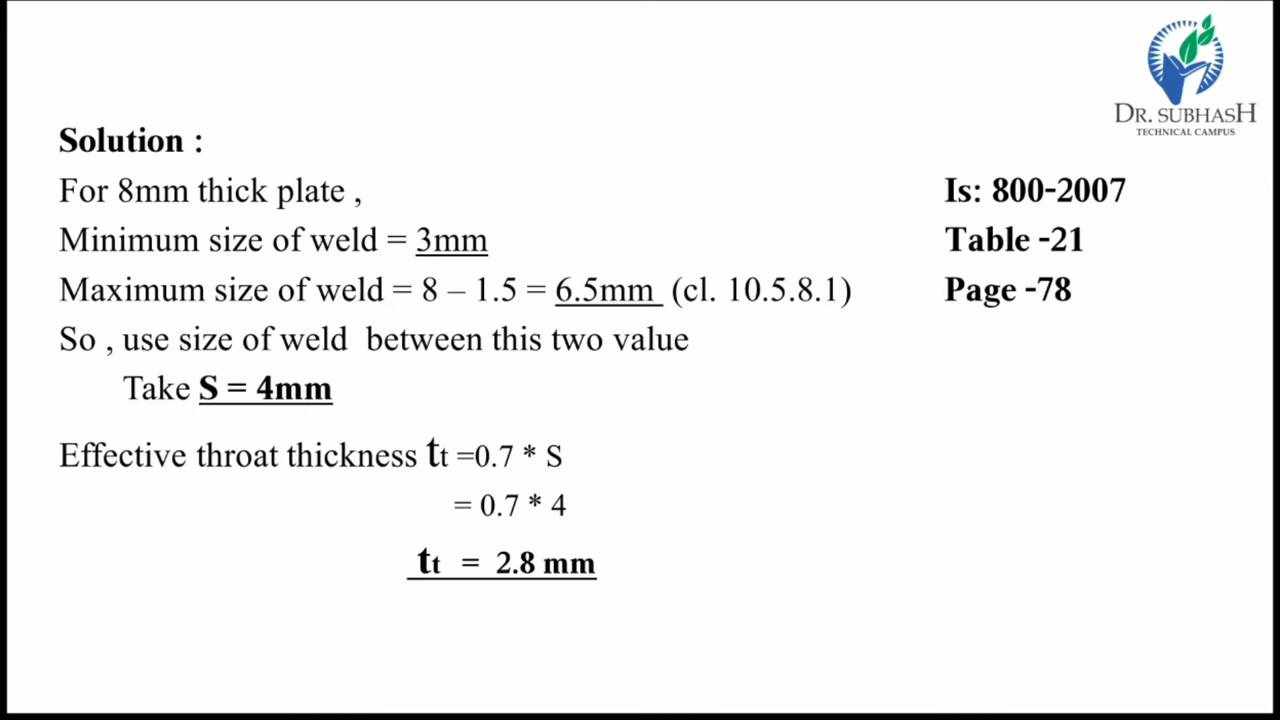 DR. SUBHASH
TECHNICAL CAMPUS
Solution :
For 8mm thick plate ,
Is: 800-2007
Minimum size of weld = 3mm
Table -21
Maximum size of weld = 8 – 1.5 = 6.5mm (cl. 10.5.8.1)
Page -78
So , use size of weld between this two value
Take S = 4mm
Effective throat thickness tt =0.7 * S
= 0.7 * 4
tt = 2.8 mm